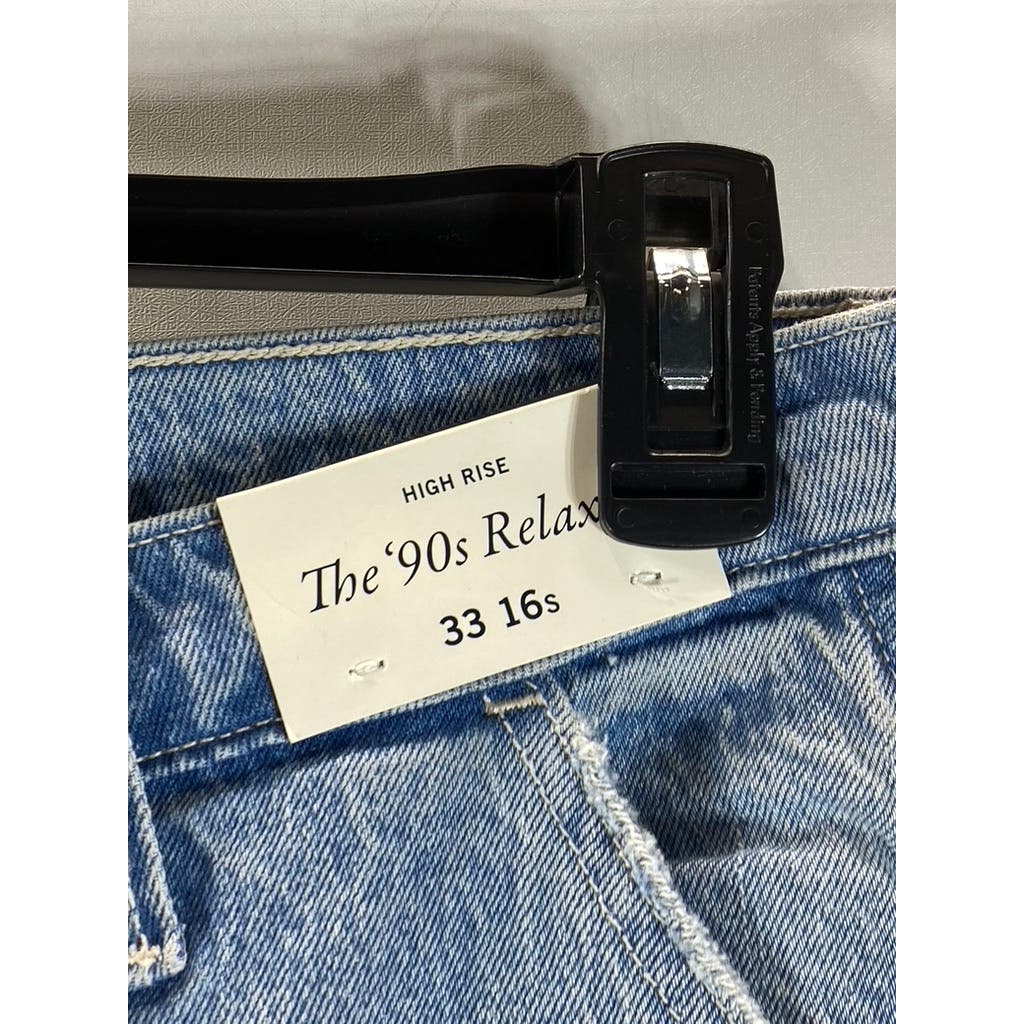 HIGH RISE
The ‘90s Relax
33 16s
Patents Apply & Pending